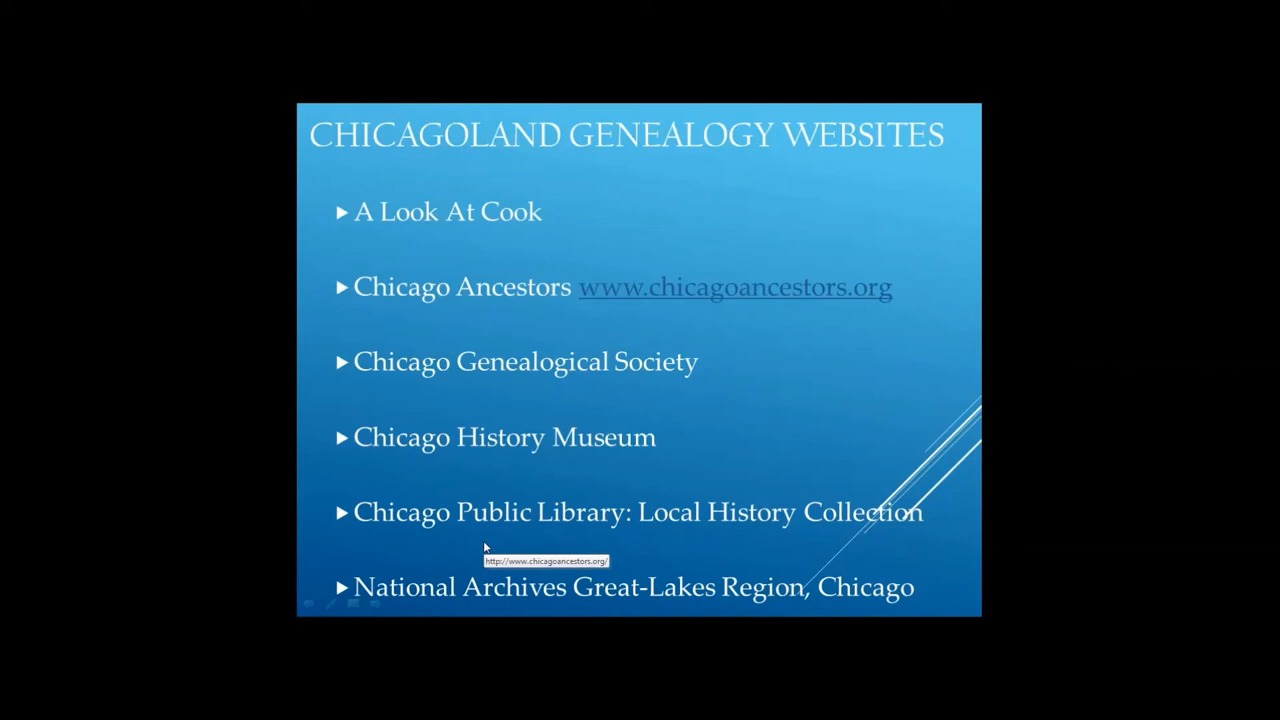 CHICAGOLAND GENEALOGY WEBSITES
A Look At Cook
Chicago Ancestors www.chicagoancestors.org
Chicago Genealogical Society
Chicago History Museum
Chicago Public Library: Local History Collection
http://www.chicagoancestors.org/
National Archives Great-Lakes Region, Chicago